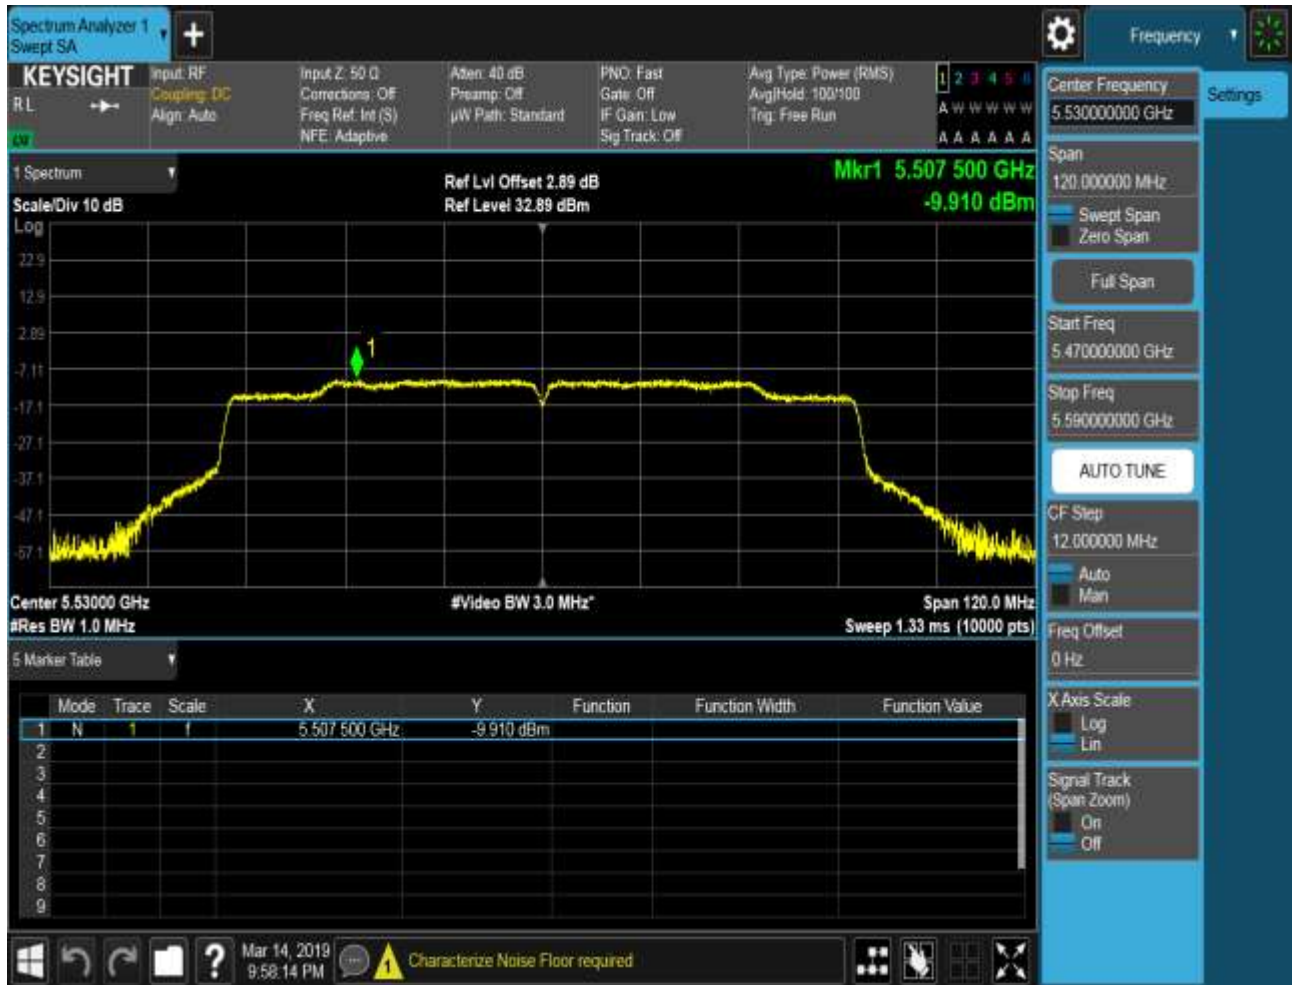 Spectrum Analyzer 1
Swept SA
+
Frequency
KEYSIGHT
R L
Input: RF
Coupling: DC
Align: Auto
Input Z: 50 Ω
Corrections: Off
Freq Ref: Int (S)
NFE: Adaptive
Atten: 40 dB
Preamp: Off
µW Path: Standard
PNO: Fast
Gate: Off
IF Gain: Low
Sig Track: Off
Avg Type: Power (RMS)
Avg|Hold: 100/100
Trig: Free Run
1 2 3 4 5 6
A W W W W W
A A A A A A
1 Spectrum
Scale/Div 10 dB
Ref Lvl Offset 2.89 dB
Ref Level 32.89 dBm
Mkr1 5.507 500 GHz
-9.910 dBm
Log
22.9
12.9
2.89
-7.11
-17.1
-27.1
-37.1
-47.1
-57.1
1
Center 5.53000 GHz
#Res BW 1.0 MHz
#Video BW 3.0 MHz*
Span 120.0 MHz
Sweep 1.33 ms (10000 pts)
5 Marker Table
Mode Trace Scale X Y Function Function Width Function Value
1 N 1 f 5.507 500 GHz -9.910 dBm
2
3
4
5
6
7
8
9
Center Frequency
5.530000000 GHz
Settings
Span
120.000000 MHz
Swept Span
Zero Span
Full Span
Start Freq
5.470000000 GHz
Stop Freq
5.590000000 GHz
AUTO TUNE
CF Step
12.000000 MHz
Auto
Man
Freq Offset
0 Hz
X Axis Scale
Log
Lin
Signal Track
(Span Zoom)
On
Off
?
Mar 14, 2019
9:58:14 PM
1
Characterize Noise Floor required